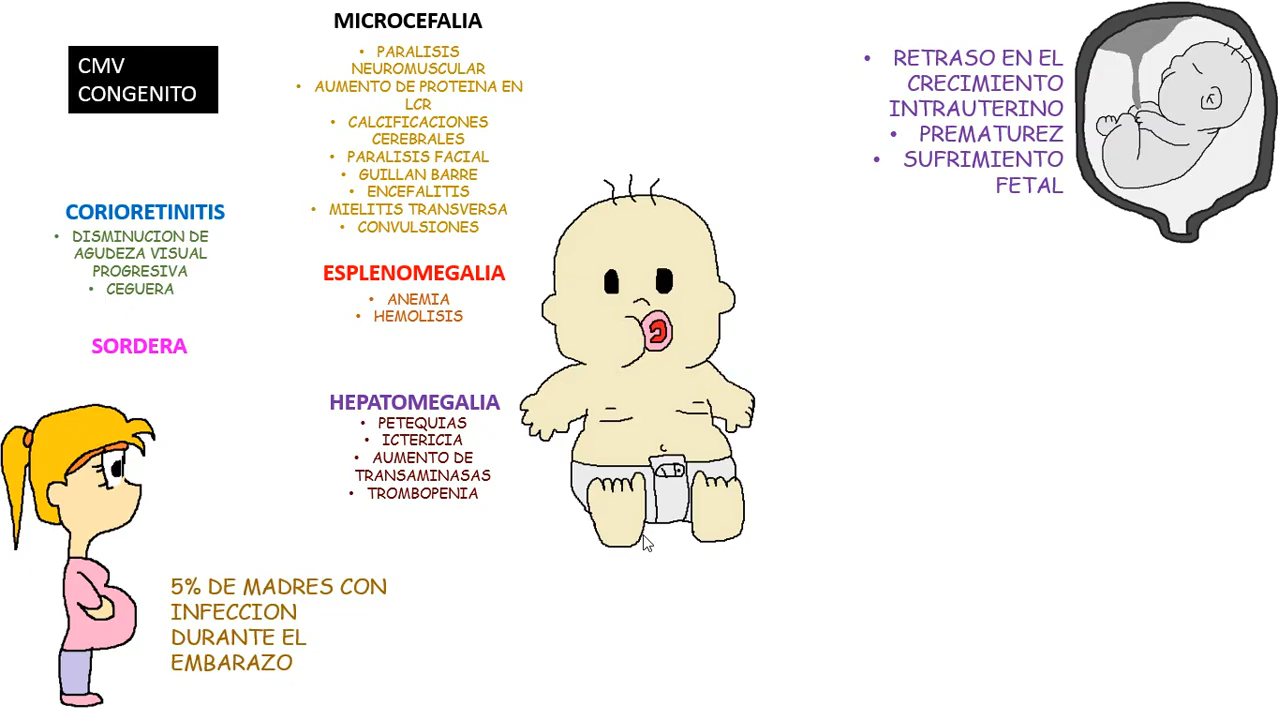 CMV
CONGENITO
MICROCEFALIA
• PARALISIS
NEUROMUSCULAR
• AUMENTO DE PROTEINA EN
LCR
• CALCIFICACIONES
CEREBRALES
• PARALISIS FACIAL
• GUILLAN BARRE
• ENCEFALITIS
• MIELITIS TRANSVERSA
• CONVULSIONES
• RETRASO EN EL
CRECIMIENTO
INTRAUTERINO
• PREMATUREZ
• SUFRIMIENTO
FETAL
CORIORETINITIS
• DISMINUCION DE
AGUDEZA VISUAL
PROGRESIVA
• CEGUERA
ESPLENOMEGALIA
• ANEMIA
• HEMOLISIS
SORDERA
HEPATOMEGALIA
• PETEQUIAS
• ICTERICIA
• AUMENTO DE
TRANSAMINASAS
• TROMBOPENIA
5% DE MADRES CON
INFECCION
DURANTE EL
EMBARAZO